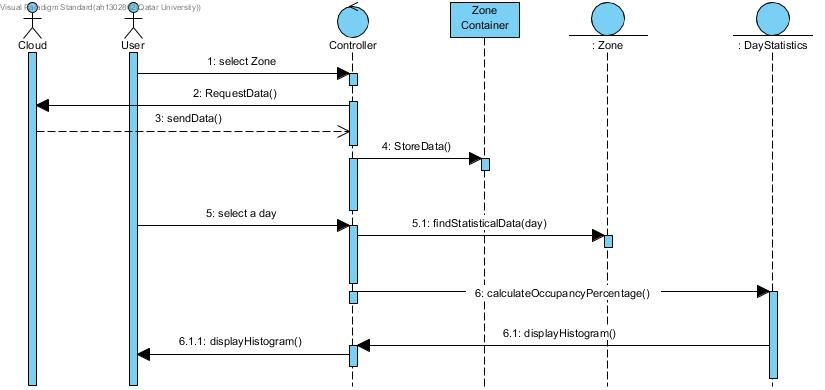 Visual Paradigm Standard(ah1302862(Qatar University))
Cloud
User
Controller
Zone
Container
: Zone
: DayStatistics
1: select Zone
2: RequestData()
3: sendData()
4: StoreData()
5: select a day
5.1: findStatisticalData(day)
6: calculateOccupancyPercentage()
6.1: displayHistogram()
6.1.1: displayHistogram()